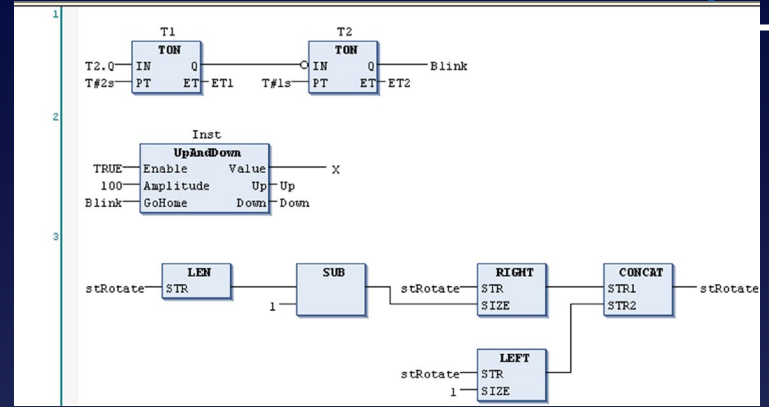 1
T1 T2
TON TON
T2.Q IN Q IN Q Blink
T#2s PT ET ET1 T#1s PT ET ET2
2
Inst
UpAndDown
TRUE Enable Value X
100 Amplitude Up Up
Blink GoHome Down Down
3
LEN SUB RIGHT CONCAT
stRotate STR stRotate STR STR1 stRotate
1 SIZE STR2
LEFT
stRotate STR
1 SIZE